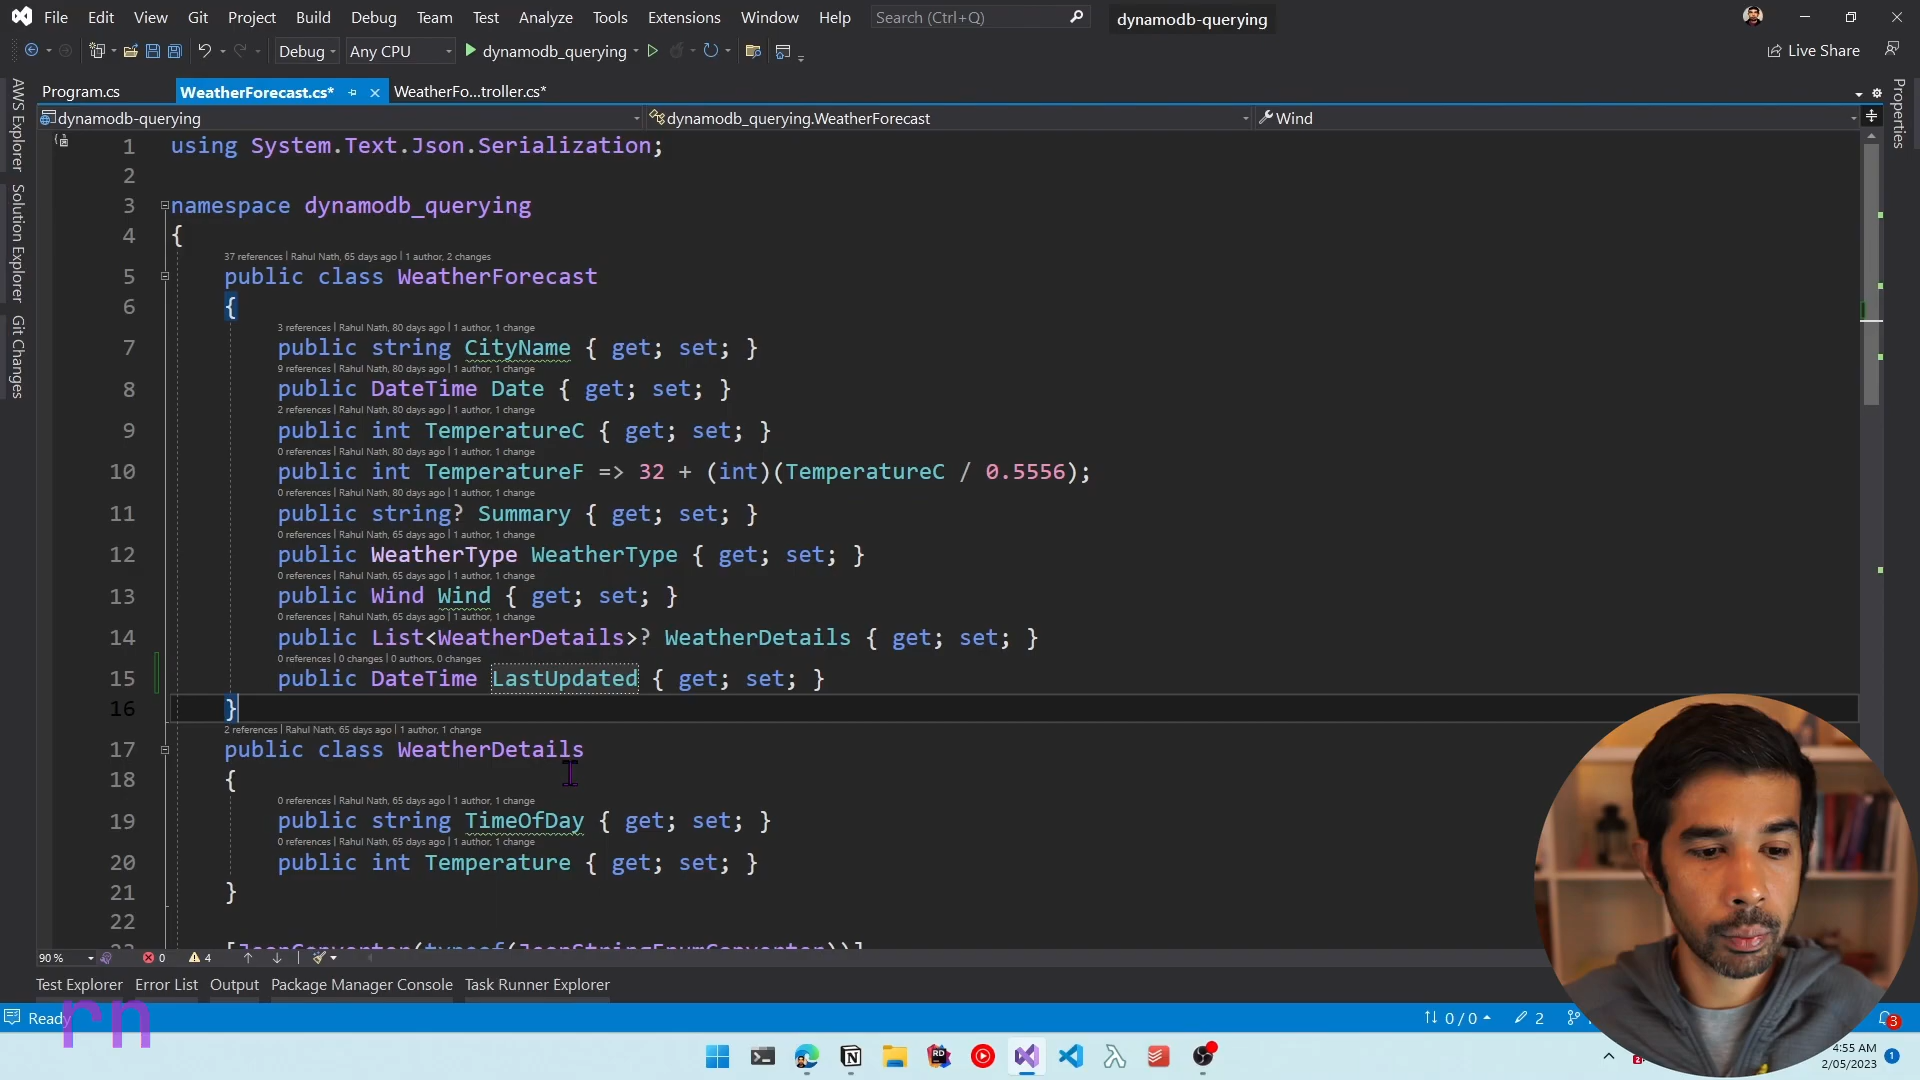 File Edit View Git Project Build Debug Team Test Analyze Tools Extensions Window Help Search (Ctrl+Q) dynamodb-querying
Debug Any CPU dynamodb_querying Live Share
Program.cs WeatherForecast.cs* WeatherFo...troller.cs*
dynamodb-querying dynamodb_querying.WeatherForecast Wind
AWS Explorer
Solution Explorer
Git Changes
Properties
1 using System.Text.Json.Serialization;
2
3 namespace dynamodb_querying
4 {
37 references | Rahul Nath, 65 days ago | 1 author, 2 changes
5 public class WeatherForecast
6 {
3 references | Rahul Nath, 80 days ago | 1 author, 1 change
7 public string CityName { get; set; }
9 references | Rahul Nath, 80 days ago | 1 author, 1 change
8 public DateTime Date { get; set; }
2 references | Rahul Nath, 80 days ago | 1 author, 1 change
9 public int TemperatureC { get; set; }
0 references | Rahul Nath, 80 days ago | 1 author, 1 change
10 public int TemperatureF => 32 + (int)(TemperatureC / 0.5556);
0 references | Rahul Nath, 80 days ago | 1 author, 1 change
11 public string? Summary { get; set; }
0 references | Rahul Nath, 65 days ago | 1 author, 1 change
12 public WeatherType WeatherType { get; set; }
0 references | Rahul Nath, 65 days ago | 1 author, 1 change
13 public Wind Wind { get; set; }
0 references | Rahul Nath, 65 days ago | 1 author, 1 change
14 public List<WeatherDetails>? WeatherDetails { get; set; }
0 references | 0 changes | 0 authors, 0 changes
15 public DateTime LastUpdated { get; set; }
16 }
2 references | Rahul Nath, 65 days ago | 1 author, 1 change
17 public class WeatherDetails
18 {
0 references | Rahul Nath, 65 days ago | 1 author, 1 change
19 public string TimeOfDay { get; set; }
0 references | Rahul Nath, 65 days ago | 1 author, 1 change
20 public int Temperature { get; set; }
21 }
22
23 [JsonConverter(typeof(JsonStringEnumConverter))]
90% 0 4
Test Explorer Error List Output Package Manager Console Task Runner Explorer
Ready 0 / 0 2 3
rn
RD
4:55 AM
2/05/2023 1